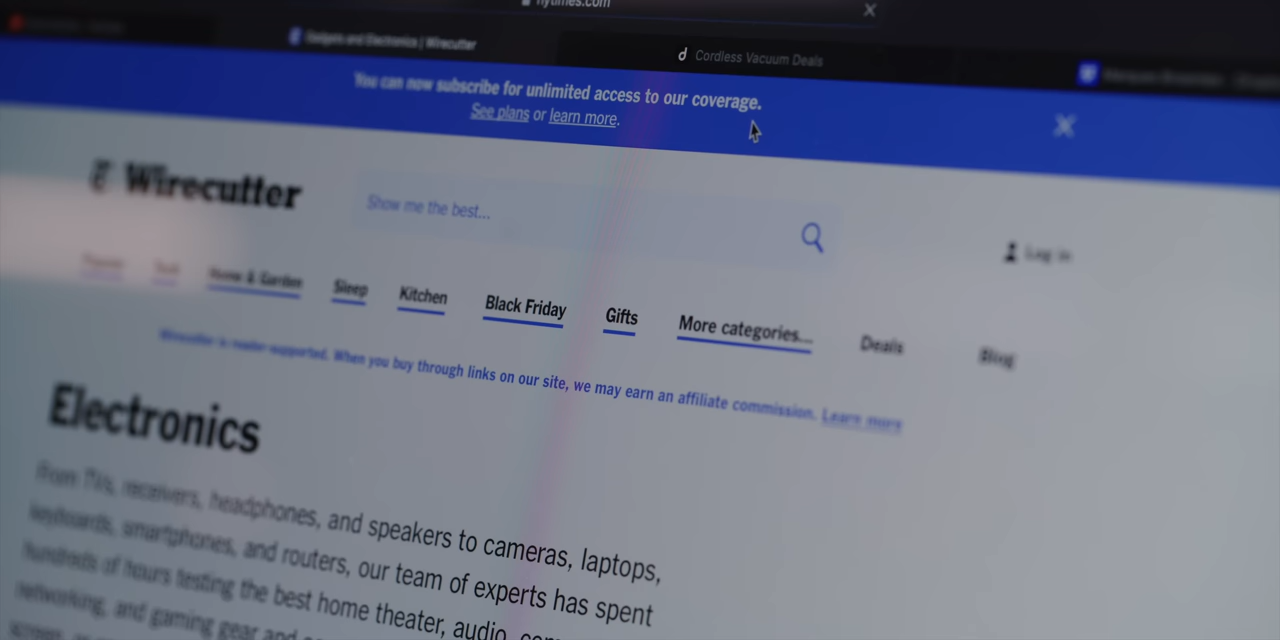 nytimes.com
Gadgets and Electronics | Wirecutter
Cordless Vacuum Deals
You can now subscribe for unlimited access to our coverage.
See plans or learn more.
Wirecutter
Show me the best...
Log in
Home & Garden Sleep Kitchen Black Friday Gifts More categories... Deals Blog
Wirecutter is reader-supported. When you buy through links on our site, we may earn an affiliate commission. Learn more
Electronics
From TVs, receivers, headphones, and speakers to cameras, laptops,
keyboards, smartphones, and routers, our team of experts has spent
hundreds of hours testing the best home theater, audio,
networking, and gaming gear and